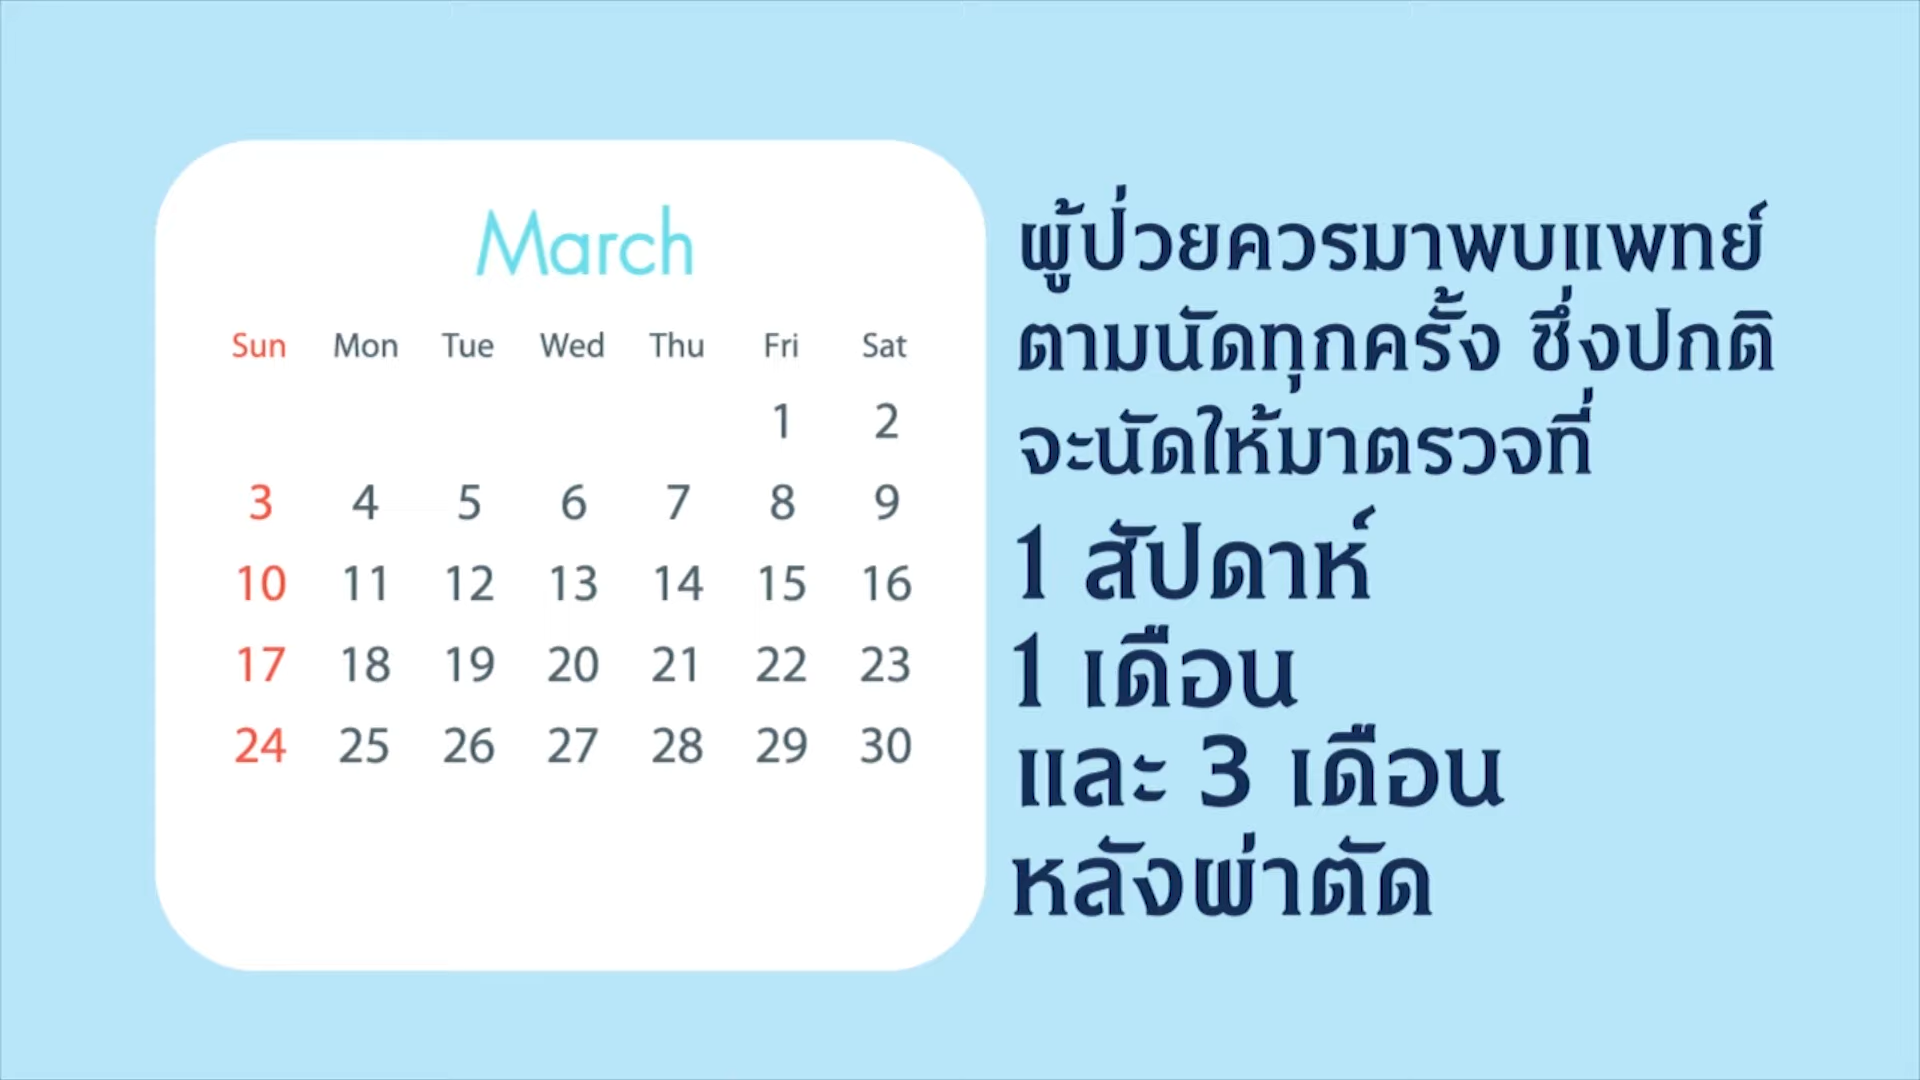 March
Sun Mon Tue Wed Thu Fri Sat
1 2
3 4 5 6 7 8 9
10 11 12 13 14 15 16
17 18 19 20 21 22 23
24 25 26 27 28 29 30
ผู้ป่วยควรมาพบแพทย์
ตามนัดทุกครั้ง ซึ่งปกติ
จะนัดให้มาตรวจที่
1 สัปดาห์
1 เดือน
และ 3 เดือน
หลังผ่าตัด